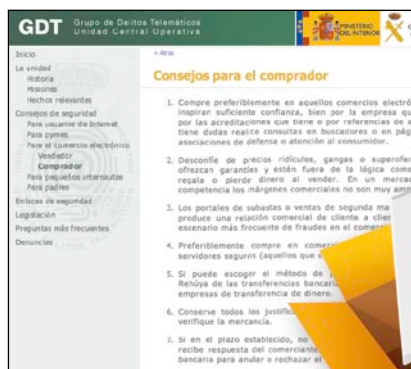 GDT Grupo de Delitos Telemáticos
Unidad Central Operativa
MINISTERIO
DEL INTERIOR
Inicio
La unidad
Historia
Misiones
Hechos relevantes
Consejos de seguridad
Para usuarios de Internet
Para pymes
Para el comercio electrónico
Vendedor
Comprador
Para pequeños internautas
Para padres
Enlaces de seguridad
Legislación
Preguntas más frecuentes
Denuncias
< Atrás
Consejos para el comprador
1. Compre preferiblemente en aquellos comercios electró
inspiran suficiente confianza, bien por la empresa qu
por las acreditaciones que tiene o por referencias de a
tiene dudas realice consultas en buscadores o en pág
asociaciones de defensa o atención al consumidor.
2. Desconfíe de precios ridículos, gangas o superofer
ofrezcan garantías y estén fuera de la lógica come
regala o pierde dinero al vender. En un mercad
competencia los márgenes comerciales no son muy amp
3. Los portales de subastas o ventas de segunda ma
produce una relación comercial de cliente a clien
escenario más frecuente de fraudes en el comerci
4. Preferiblemente compre en comer
servidores seguros (aquellos que
5. Si puede escoger el método de p
Rehúya de las transferencias bancari
empresas de transferencia de dinero.
6. Conserve todos los justific
verifique la mercancía.
7. Si en el plazo establecido, no
recibe respuesta del comerciante
bancaria para anular o rechazar el